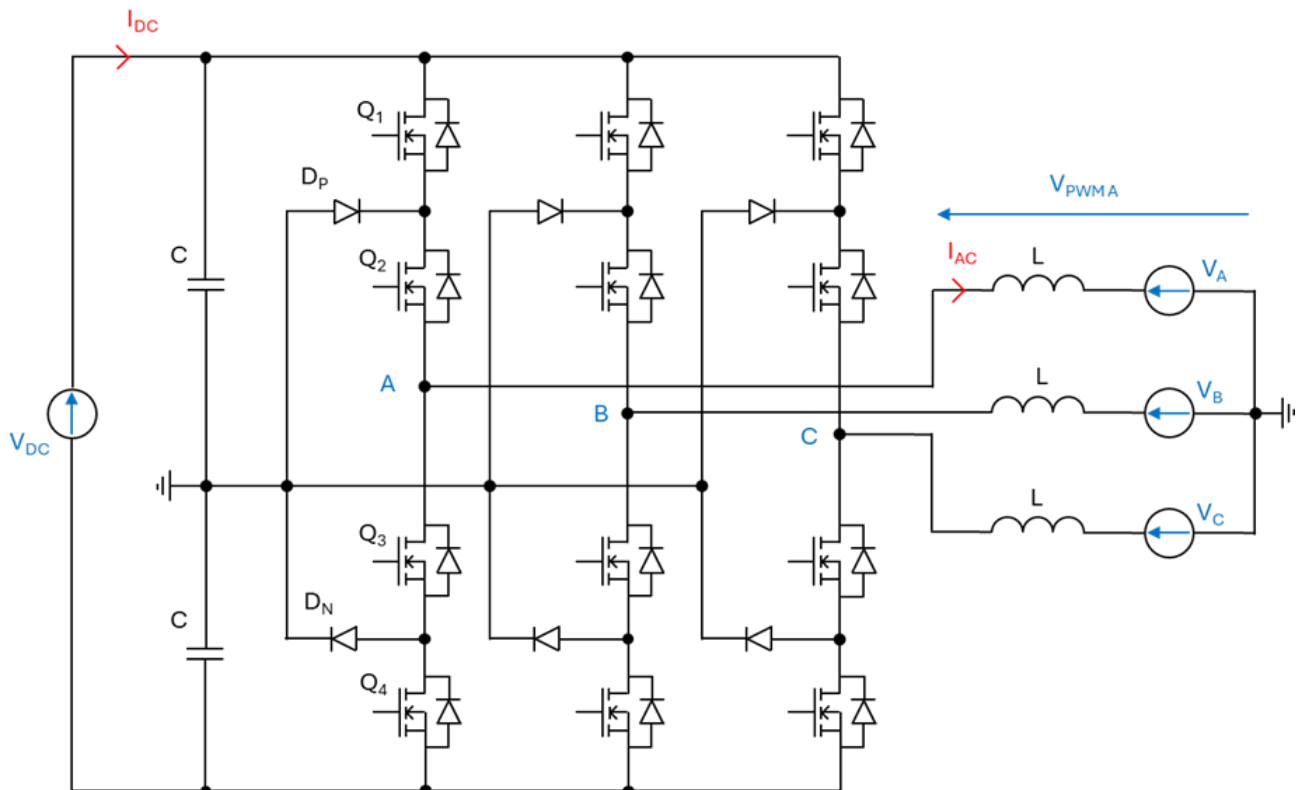 I_DC
Q_1
D_P
V_PWM A
C
Q_2
I_AC
L
V_A
A
L
B
V_B
V_DC
C
L
V_C
Q_3
D_N
C
Q_4